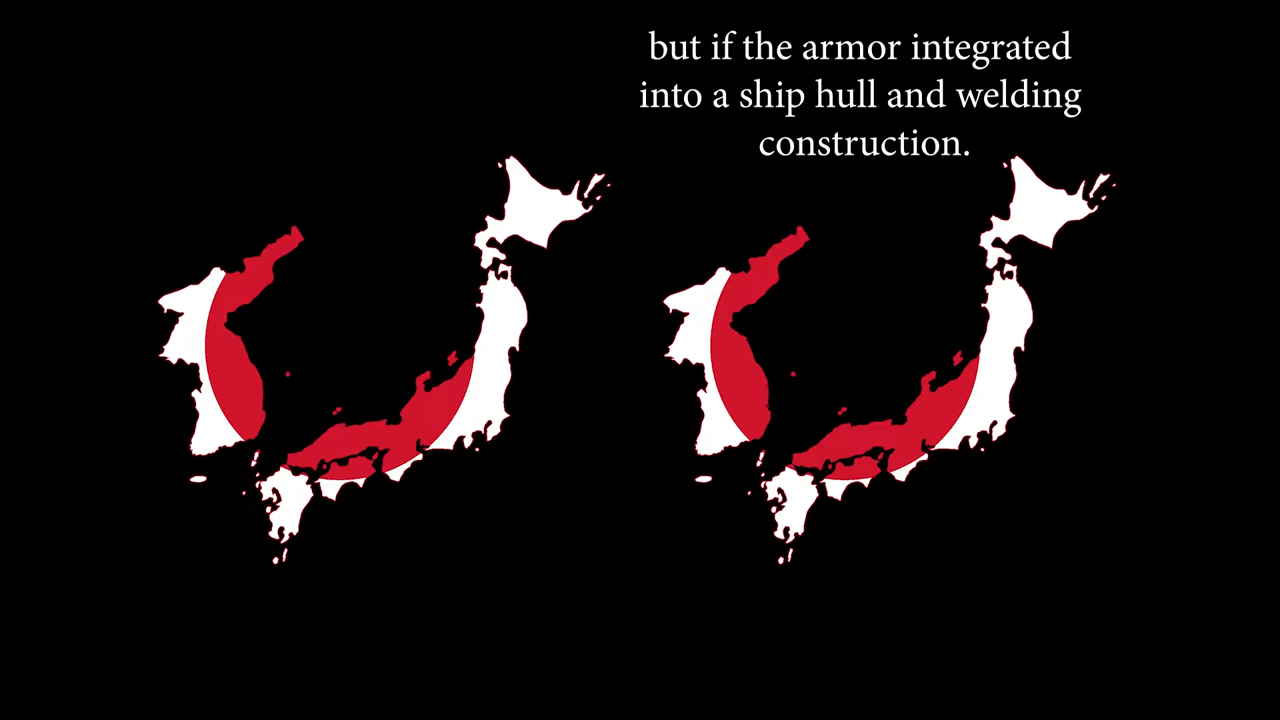 but if the armor integrated
into a ship hull and welding
construction.